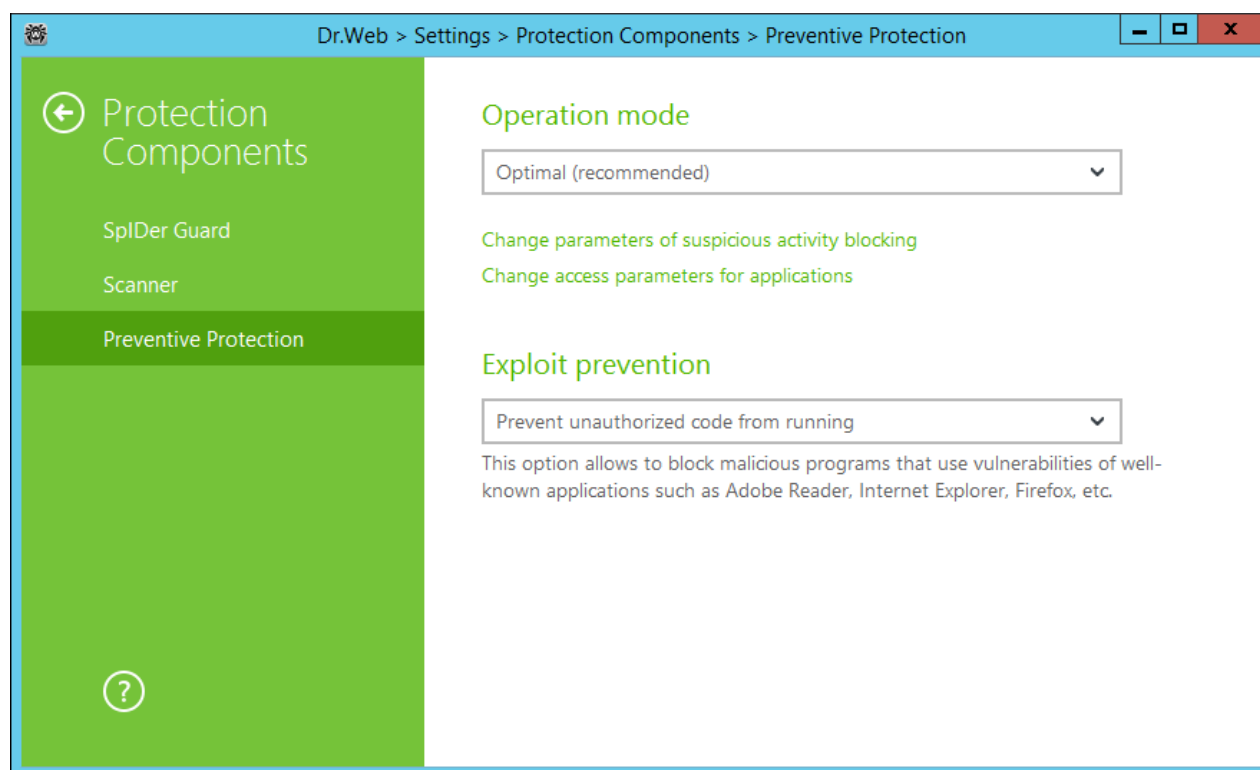 Dr.Web > Settings > Protection Components > Preventive Protection
Protection
Components
SpIDer Guard
Scanner
Preventive Protection
?
Operation mode
Optimal (recommended)
Change parameters of suspicious activity blocking
Change access parameters for applications
Exploit prevention
Prevent unauthorized code from running
This option allows to block malicious programs that use vulnerabilities of well-
known applications such as Adobe Reader, Internet Explorer, Firefox, etc.